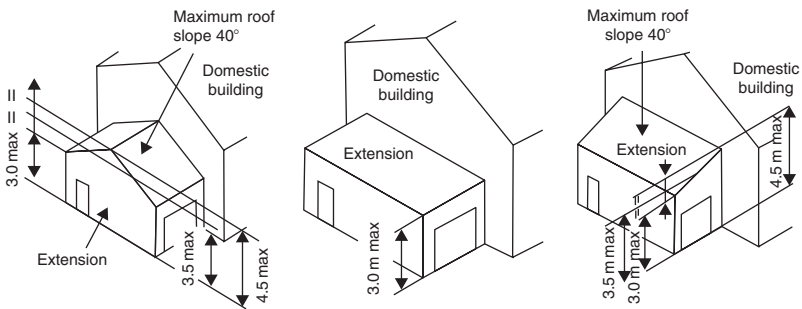 Maximum roof
slope 40°
Domestic
building
=
=
3.0 max
Extension
3.5 max
4.5 max
Domestic
building
Extension
3.0 m max
Maximum roof
slope 40°
Domestic
building
Extension
4.5 m max
3.5 m max
3.0 m max